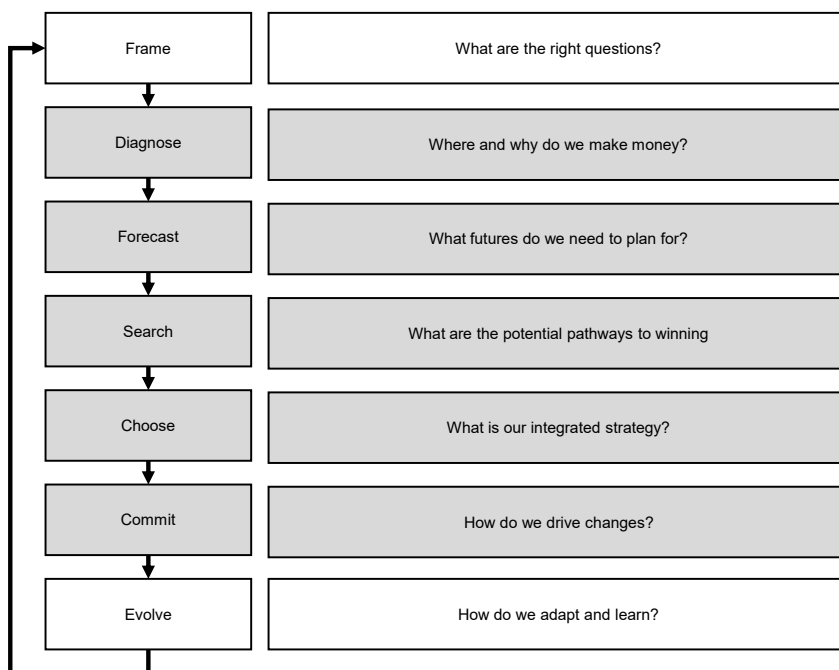 Frame
What are the right questions?
Diagnose
Where and why do we make money?
Forecast
What futures do we need to plan for?
Search
What are the potential pathways to winning
Choose
What is our integrated strategy?
Commit
How do we drive changes?
Evolve
How do we adapt and learn?